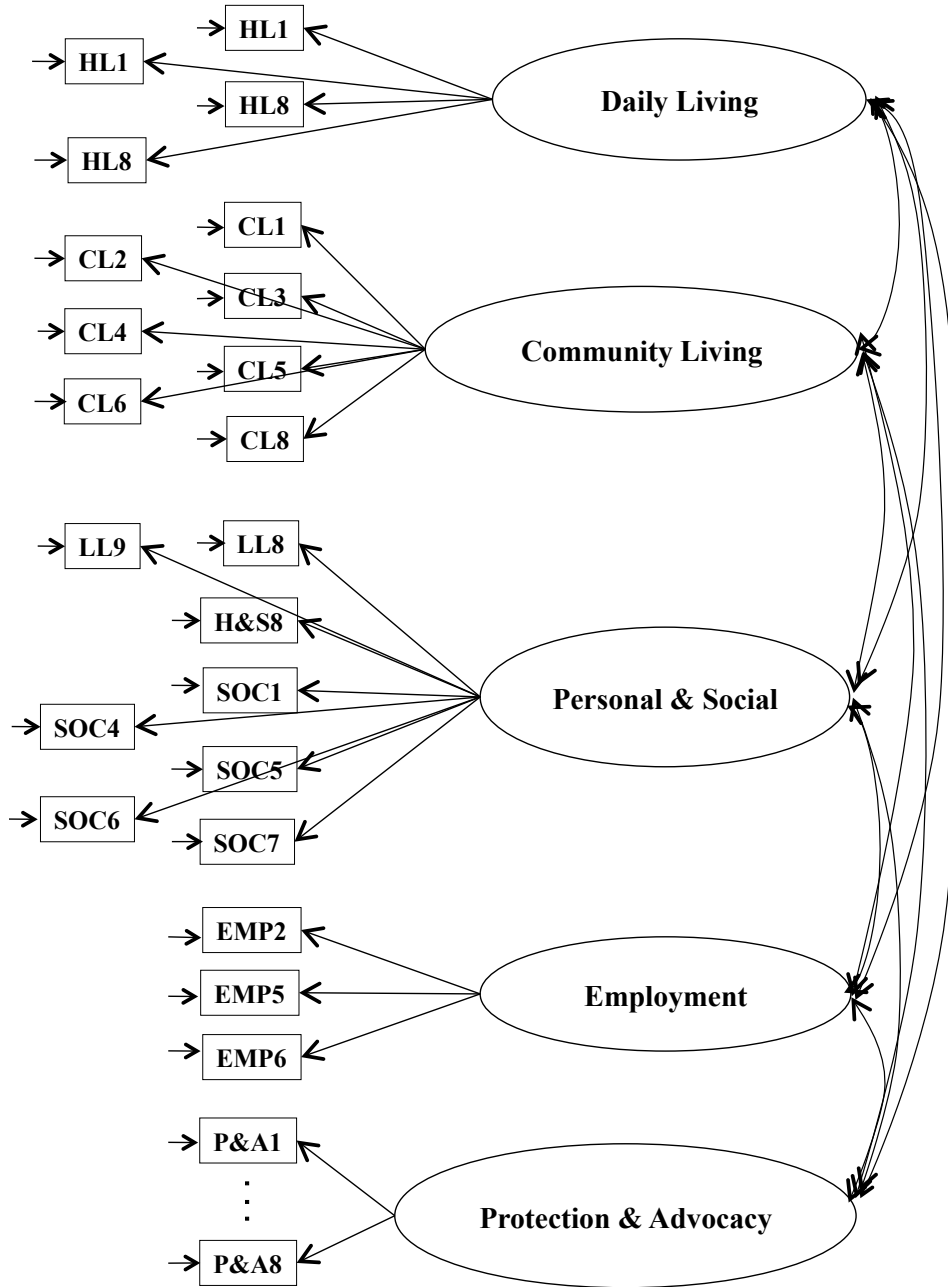 HL1
HL1
HL8
HL8
Daily Living
CL1
CL2
CL3
CL4
CL5
CL6
CL8
Community Living
LL9
LL8
H&S8
SOC1
SOC4
SOC5
SOC6
SOC7
Personal & Social
EMP2
EMP5
EMP6
Employment
P&A1
P&A8
Protection & Advocacy